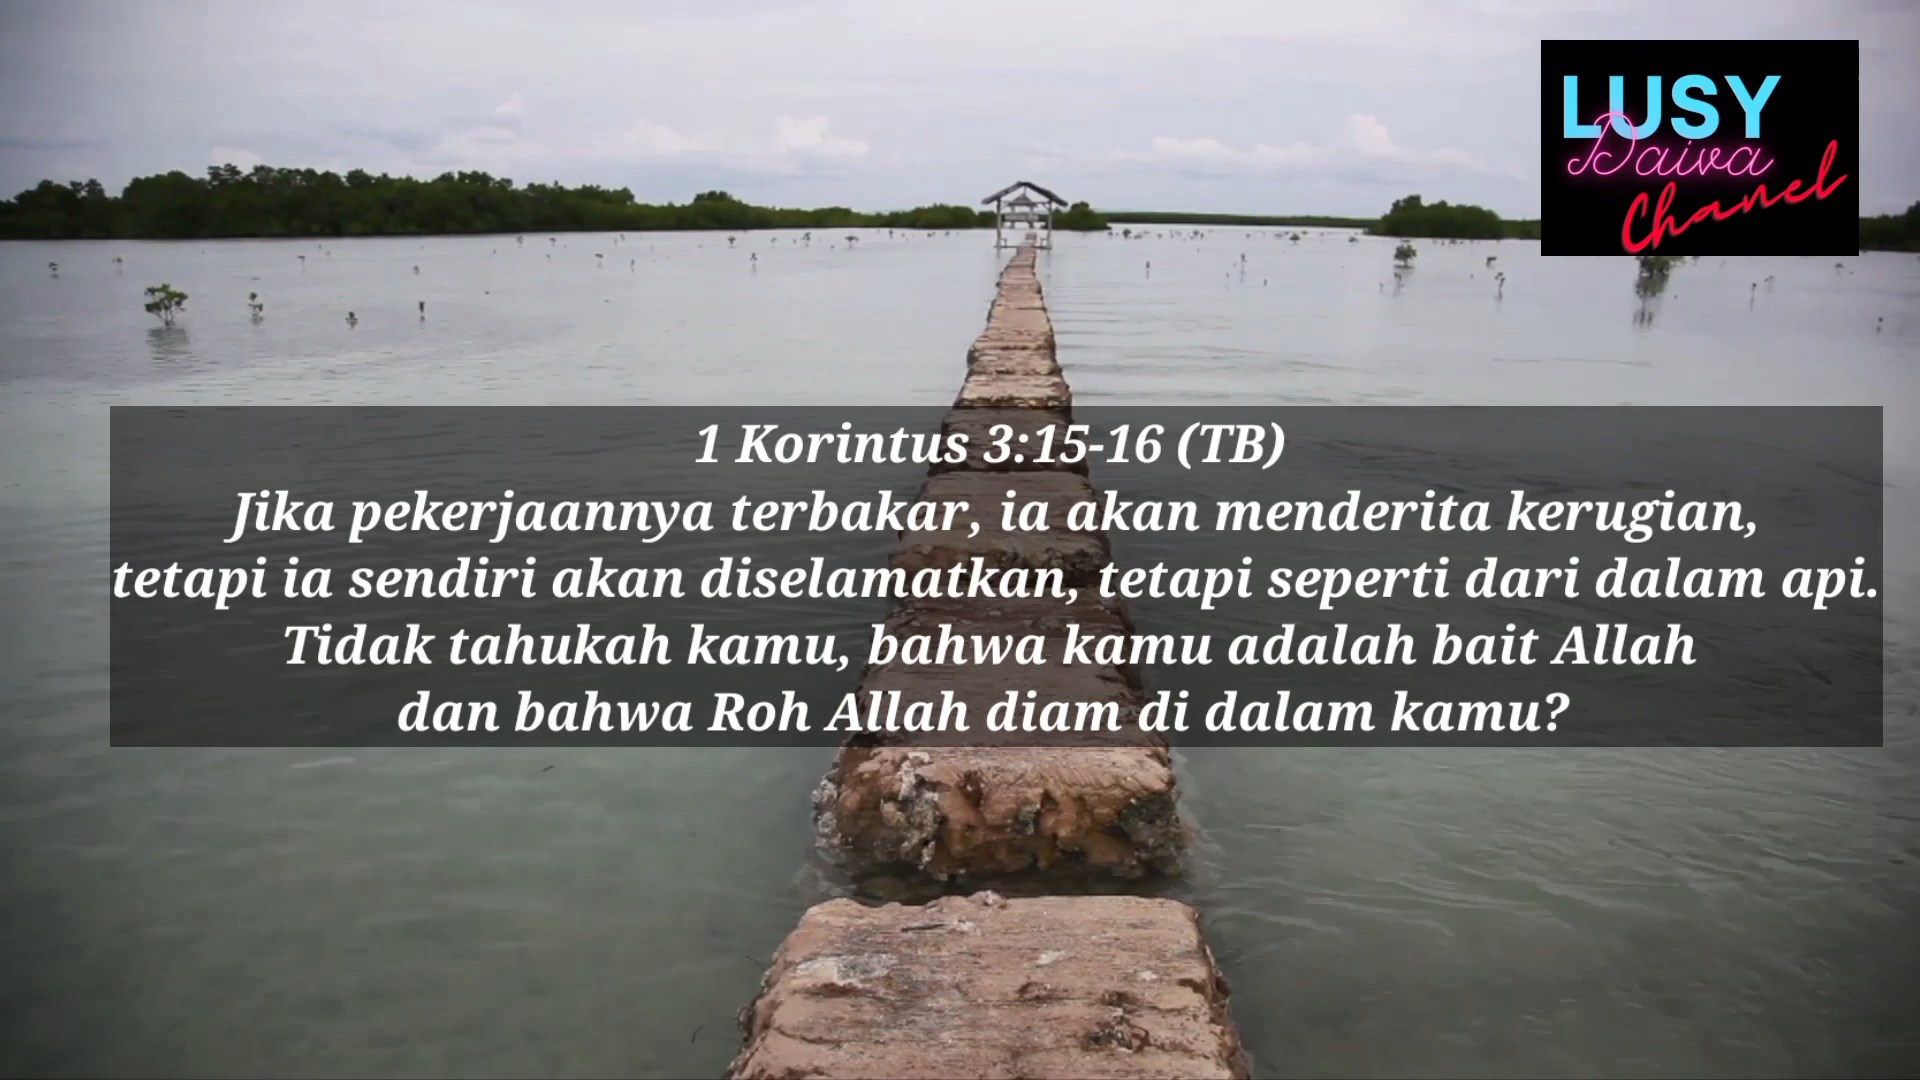 LUSY
Daiva
Chanel
1 Korintus 3:15-16 (TB)
Jika pekerjaannya terbakar, ia akan menderita kerugian,
tetapi ia sendiri akan diselamatkan, tetapi seperti dari dalam api.
Tidak tahukah kamu, bahwa kamu adalah bait Allah
dan bahwa Roh Allah diam di dalam kamu?